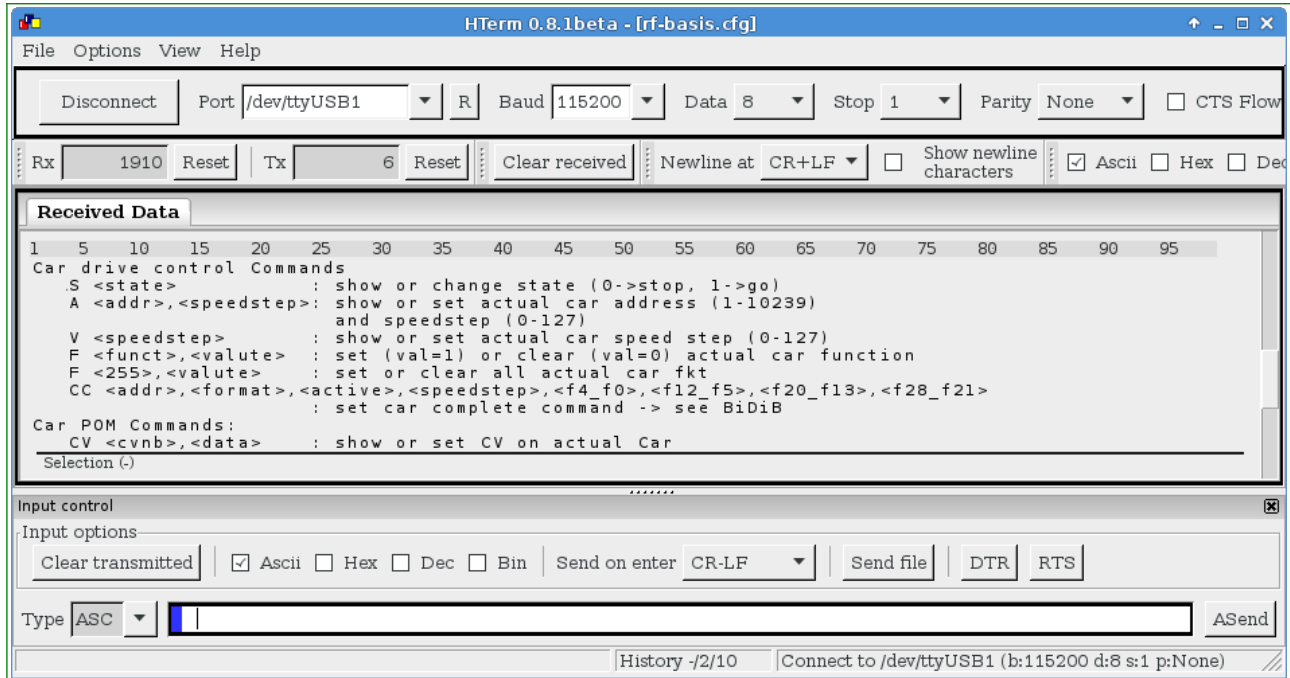 HTerm 0.8.1beta - [rf-basis.cfg]
File Options View Help
Disconnect Port /dev/ttyUSB1 R Baud 115200 Data 8 Stop 1 Parity None CTS Flow
Rx 1910 Reset Tx 6 Reset Clear received Newline at CR+LF Show newline characters Ascii Hex Dec
Received Data
1 5 10 15 20 25 30 35 40 45 50 55 60 65 70 75 80 85 90 95
Car drive control Commands
.S <state> : show or change state (0->stop, 1->go)
A <addr>,<speedstep>: show or set actual car address (1-10239)
and speedstep (0-127)
V <speedstep> : show or set actual car speed step (0-127)
F <funct>,<valute> : set (val=1) or clear (val=0) actual car function
F <255>,<valute> : set or clear all actual car fkt
CC <addr>,<format>,<active>,<speedstep>,<f4_f0>,<f12_f5>,<f20_f13>,<f28_f21>
: set car complete command -> see BiDiB
Car POM Commands:
CV <cvnb>,<data> : show or set CV on actual Car
Selection (-)
Input control
Input options
Clear transmitted Ascii Hex Dec Bin Send on enter CR-LF Send file DTR RTS
Type ASC ASend
History -/2/10 Connect to /dev/ttyUSB1 (b:115200 d:8 s:1 p:None)